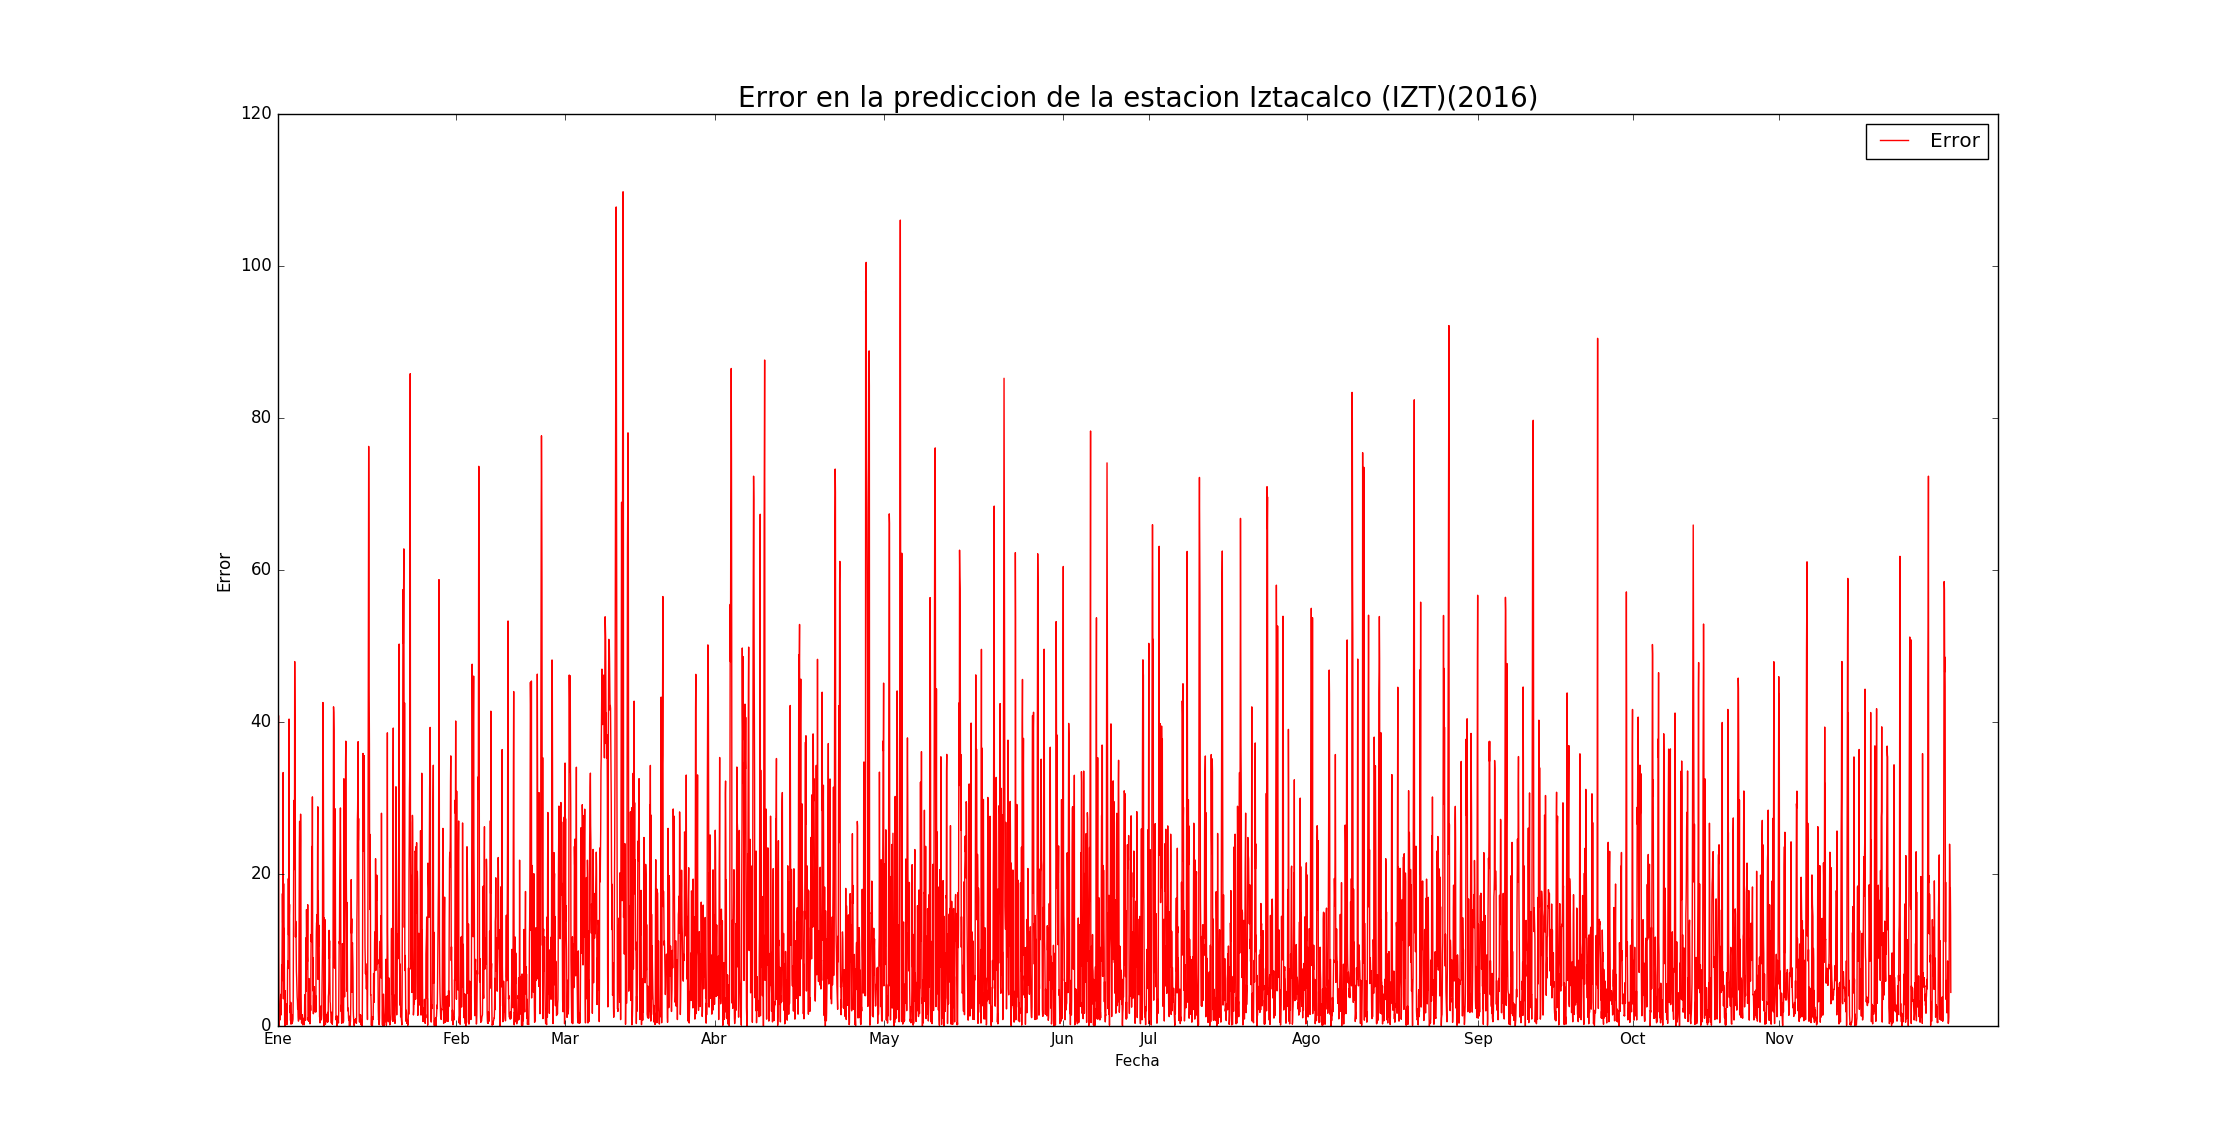 Error en la prediccion de la estacion Iztacalco (IZT)(2016)
Error
120
100
80
60
40
20
0
Error
Ene Feb Mar Abr May Jun Jul Ago Sep Oct Nov
Fecha